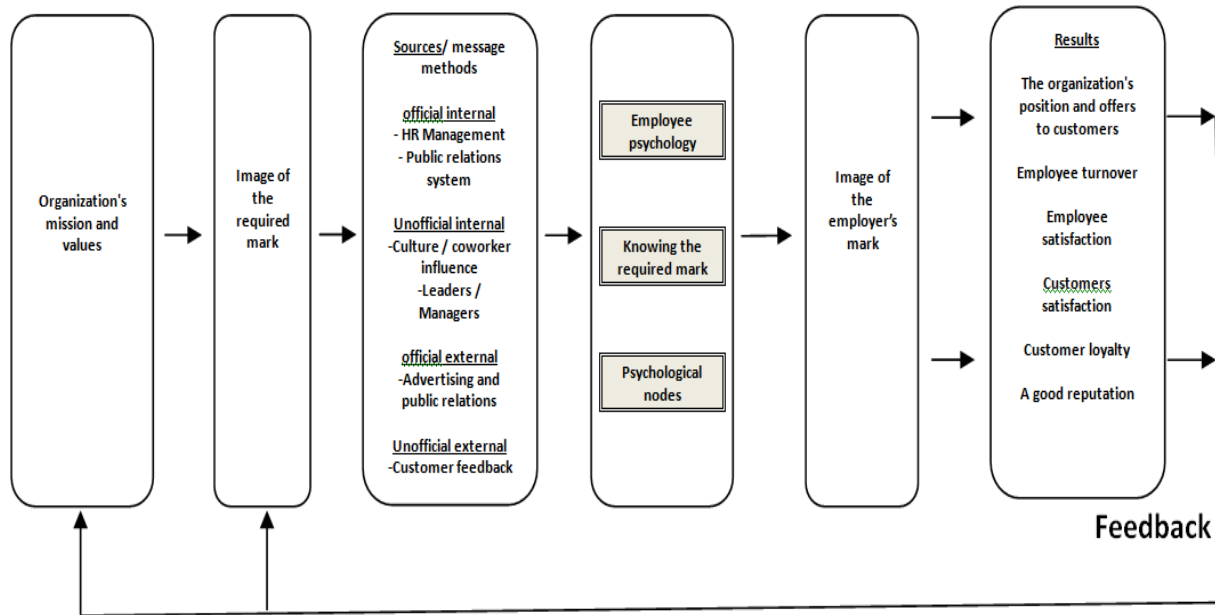 Organization's
mission and
values
Image of
the
required
mark
Sources/ message
methods
official internal
- HR Management
- Public relations
system
Unofficial internal
-Culture / coworker
influence
-Leaders /
Managers
official external
-Advertising and
public relations
Unofficial external
-Customer feedback
Employee
psychology
Knowing the
required mark
Psychological
nodes
Image of
the
employer's
mark
Results
The organization's
position and offers
to customers
Employee turnover
Employee
satisfaction
Customers
satisfaction
Customer loyalty
A good reputation
Feedback